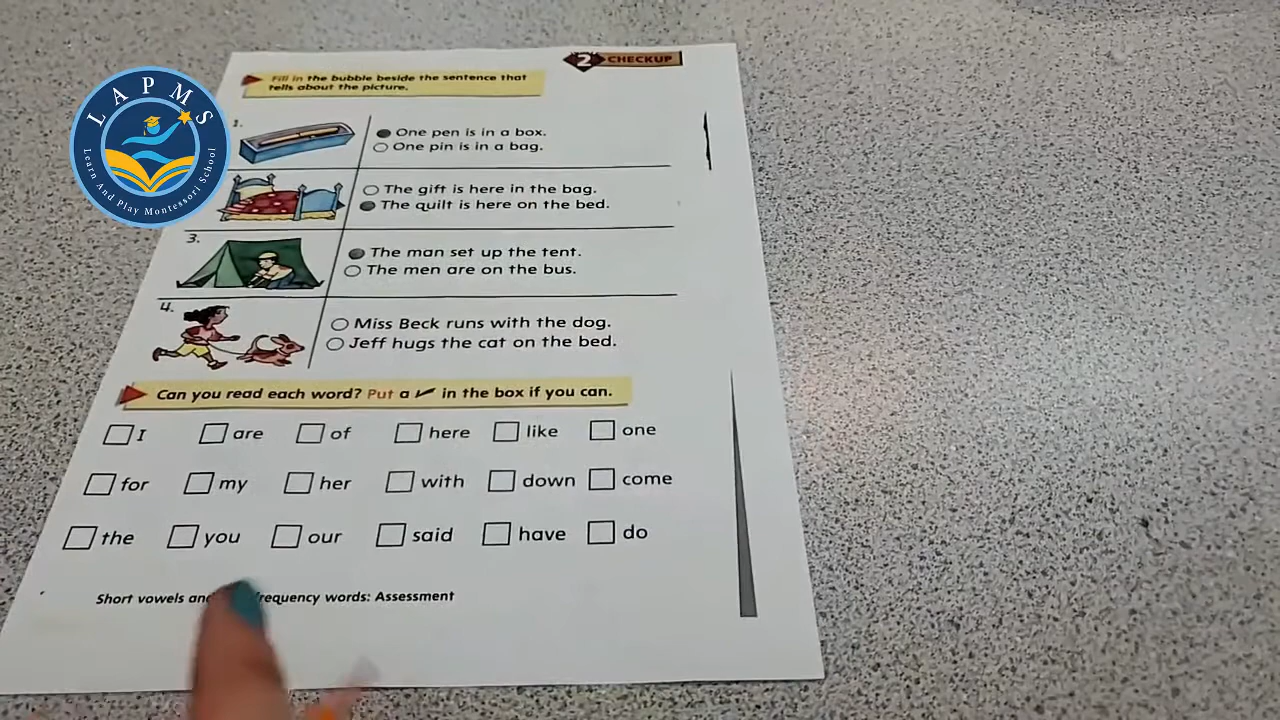 LAPMS
Learn And Play Montessori School
2 CHECKUP
Fill in the bubble beside the sentence that
tells about the picture.
1.
One pen is in a box.
One pin is in a bag.
The gift is here in the bag.
The quilt is here on the bed.
3.
The man set up the tent.
The men are on the bus.
4.
Miss Beck runs with the dog.
Jeff hugs the cat on the bed.
Can you read each word? Put a ✓ in the box if you can.
I are of here like one
for my her with down come
the you our said have do
Short vowels and frequency words: Assessment